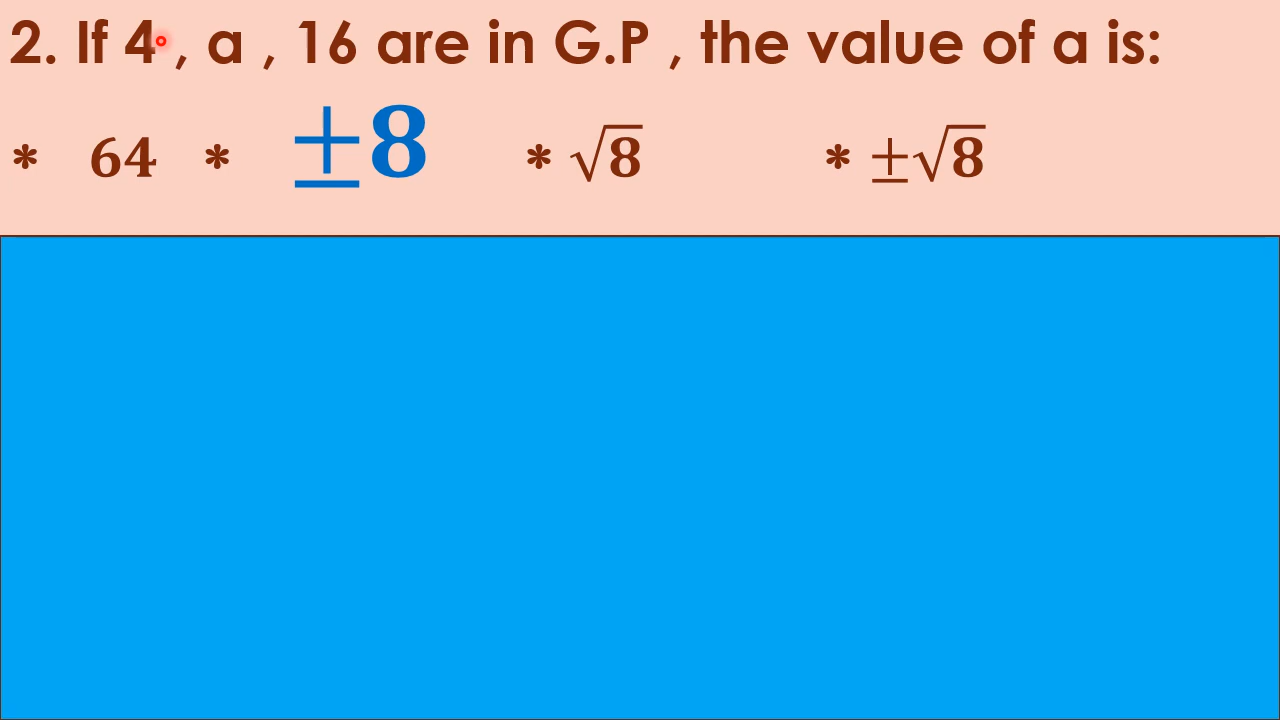 2. If 4 , a , 16 are in G.P , the value of a is:
* 64 * ±8 * √8 * ±√8